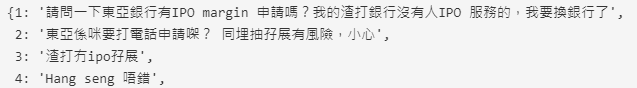 {1: '請問一下東亞銀行有IPO margin 申請嗎？我的渣打銀行沒有人IPO 服務的，我要換銀行了',
2: '東亞係咪要打電話申請㗎？ 同埋抽孖展有風險，小心',
3: '渣打冇ipo孖展',
4: 'Hang seng 唔錯',